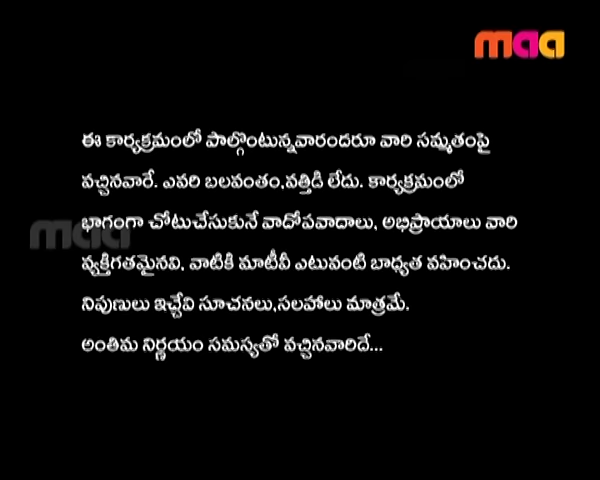 maa
ఈ కార్యక్రమంలో పాల్గొంటున్నవారందరూ వారి సమ్మతంపై
వచ్చినవారే. ఎవరి బలవంతం,వత్తిడి లేదు. కార్యక్రమంలో
భాగంగా చోటుచేసుకునే వాదోపవాదాలు, అభిప్రాయాలు వారి
maa
వ్యక్తిగతమైనవి, వాటికి మాటీవీ ఎటువంటి బాధ్యత వహించదు.
నిపుణులు ఇచ్చేవి సూచనలు,సలహాలు మాత్రమే.
అంతిమ నిర్ణయం సమస్యతో వచ్చినవారిదే...